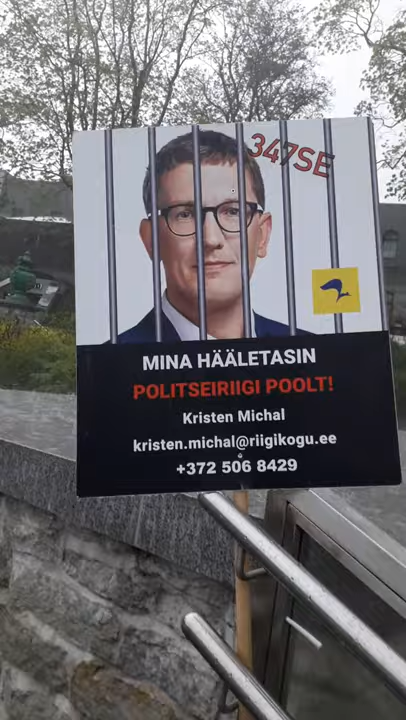 347SE
MINA HÄÄLETASIN
POLITSEIRIIGI POOLT!
Kristen Michal
kristen.michal@riigikogu.ee
+372 506 8429